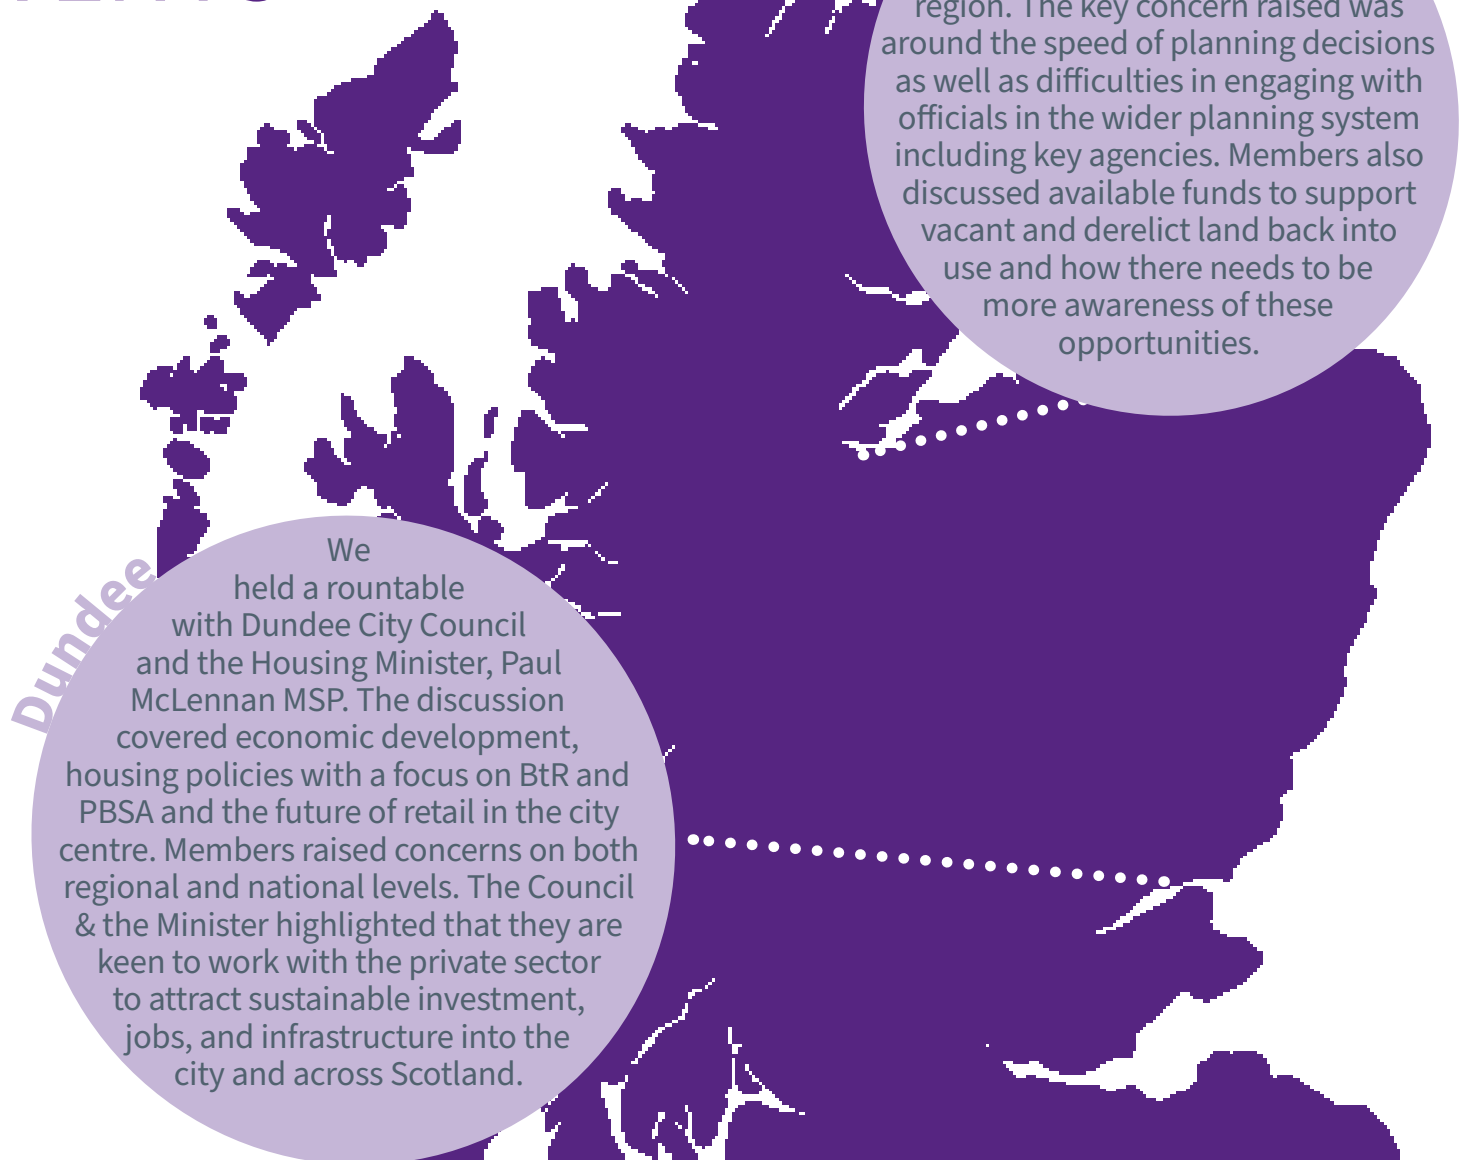 region. The key concern raised was
around the speed of planning decisions
as well as difficulties in engaging with
officials in the wider planning system
including key agencies. Members also
discussed available funds to support
vacant and derelict land back into
use and how there needs to be
more awareness of these
opportunities.
Dundee
We
held a rountable
with Dundee City Council
and the Housing Minister, Paul
McLennan MSP. The discussion
covered economic development,
housing policies with a focus on BtR and
PBSA and the future of retail in the city
centre. Members raised concerns on both
regional and national levels. The Council
& the Minister highlighted that they are
keen to work with the private sector
to attract sustainable investment,
jobs, and infrastructure into the
city and across Scotland.